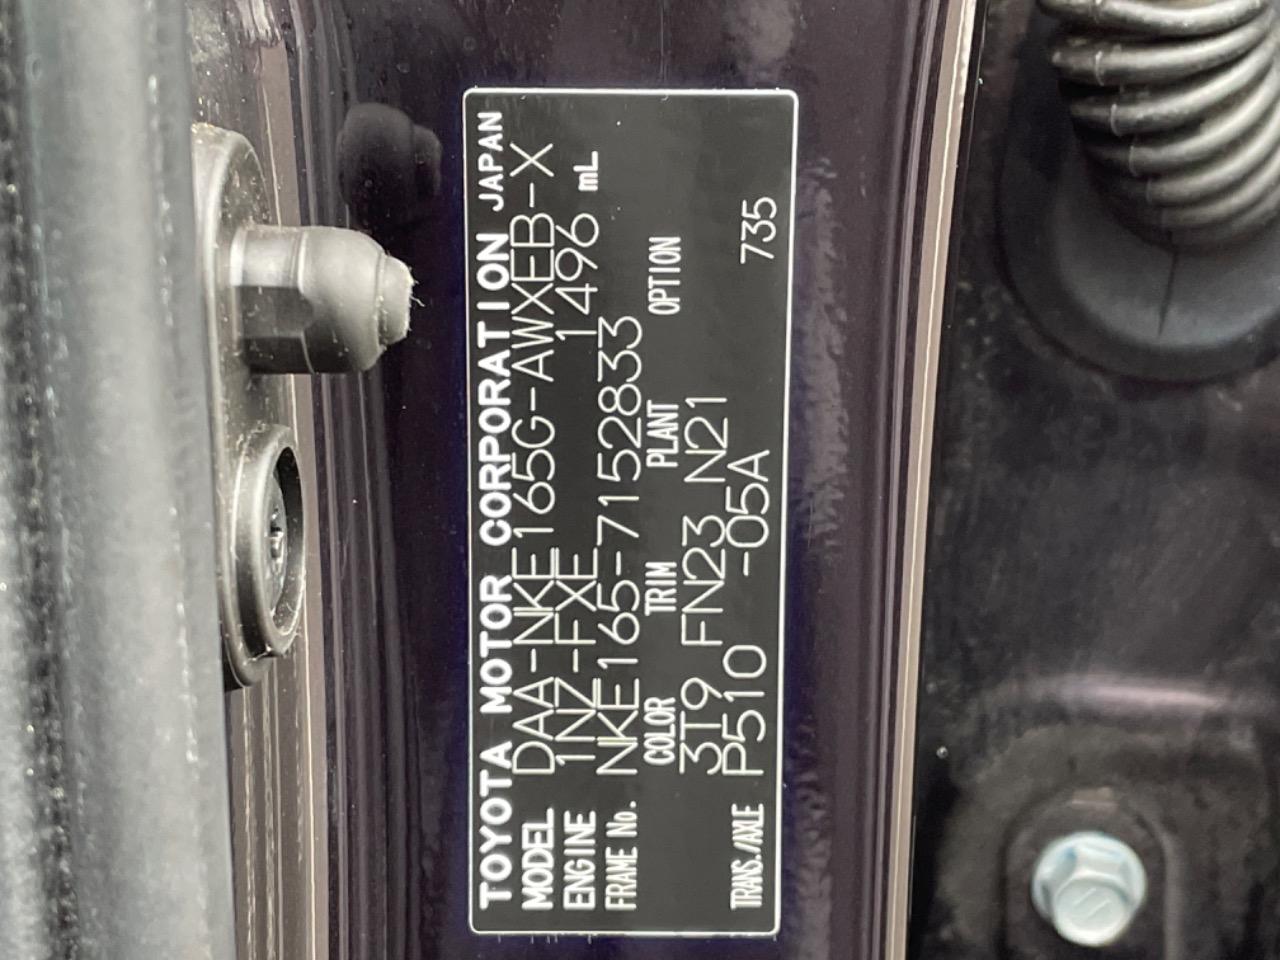 TOYOTA MOTOR CORPORATION JAPAN
MODEL DAA-NKE165G-AWXEB-X
ENGINE 1NZ-FXE 1496 mL
FRAME No. NKE165-7152833
COLOR TRIM PLANT OPTION
3T9 FN23 N21
TRANS./AXLE P510 -05A 735